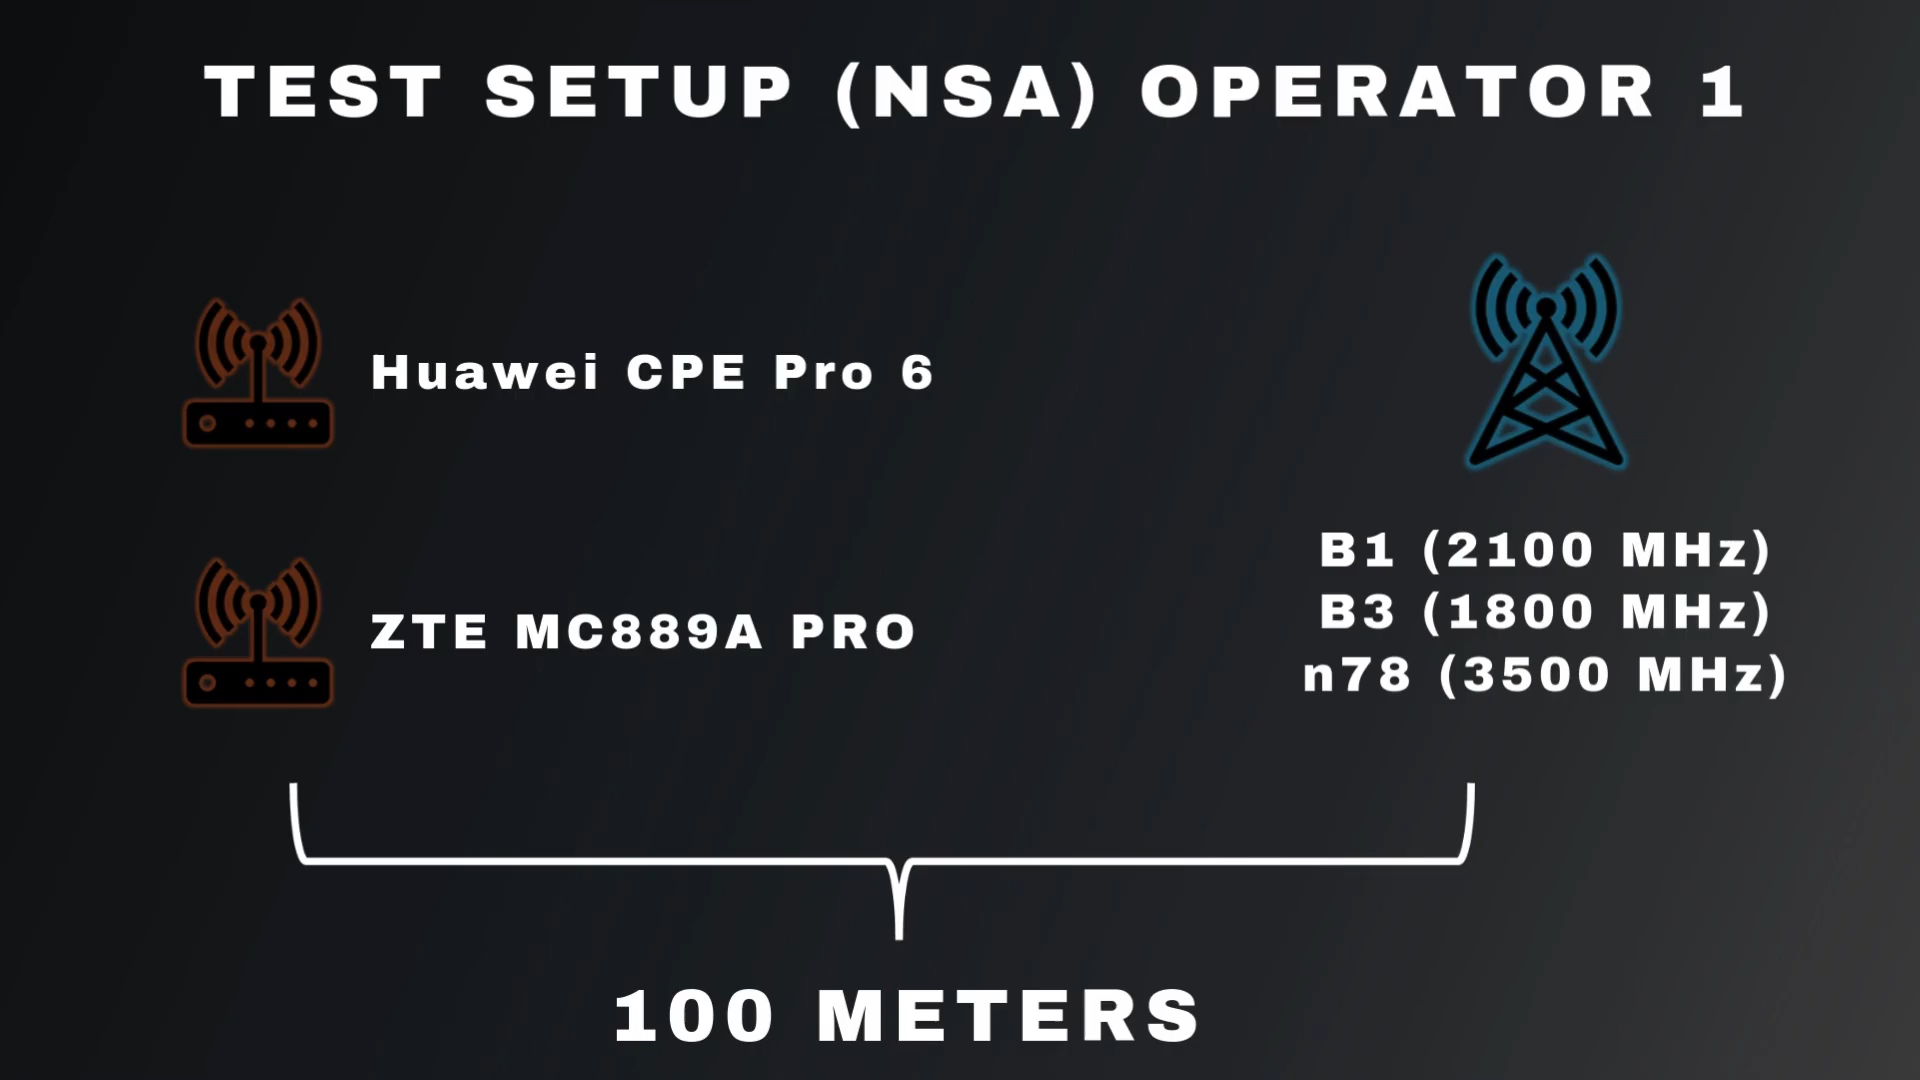 TEST SETUP (NSA) OPERATOR 1
Huawei CPE Pro 6
ZTE MC889A PRO
B1 (2100 MHz)
B3 (1800 MHz)
n78 (3500 MHz)
100 METERS